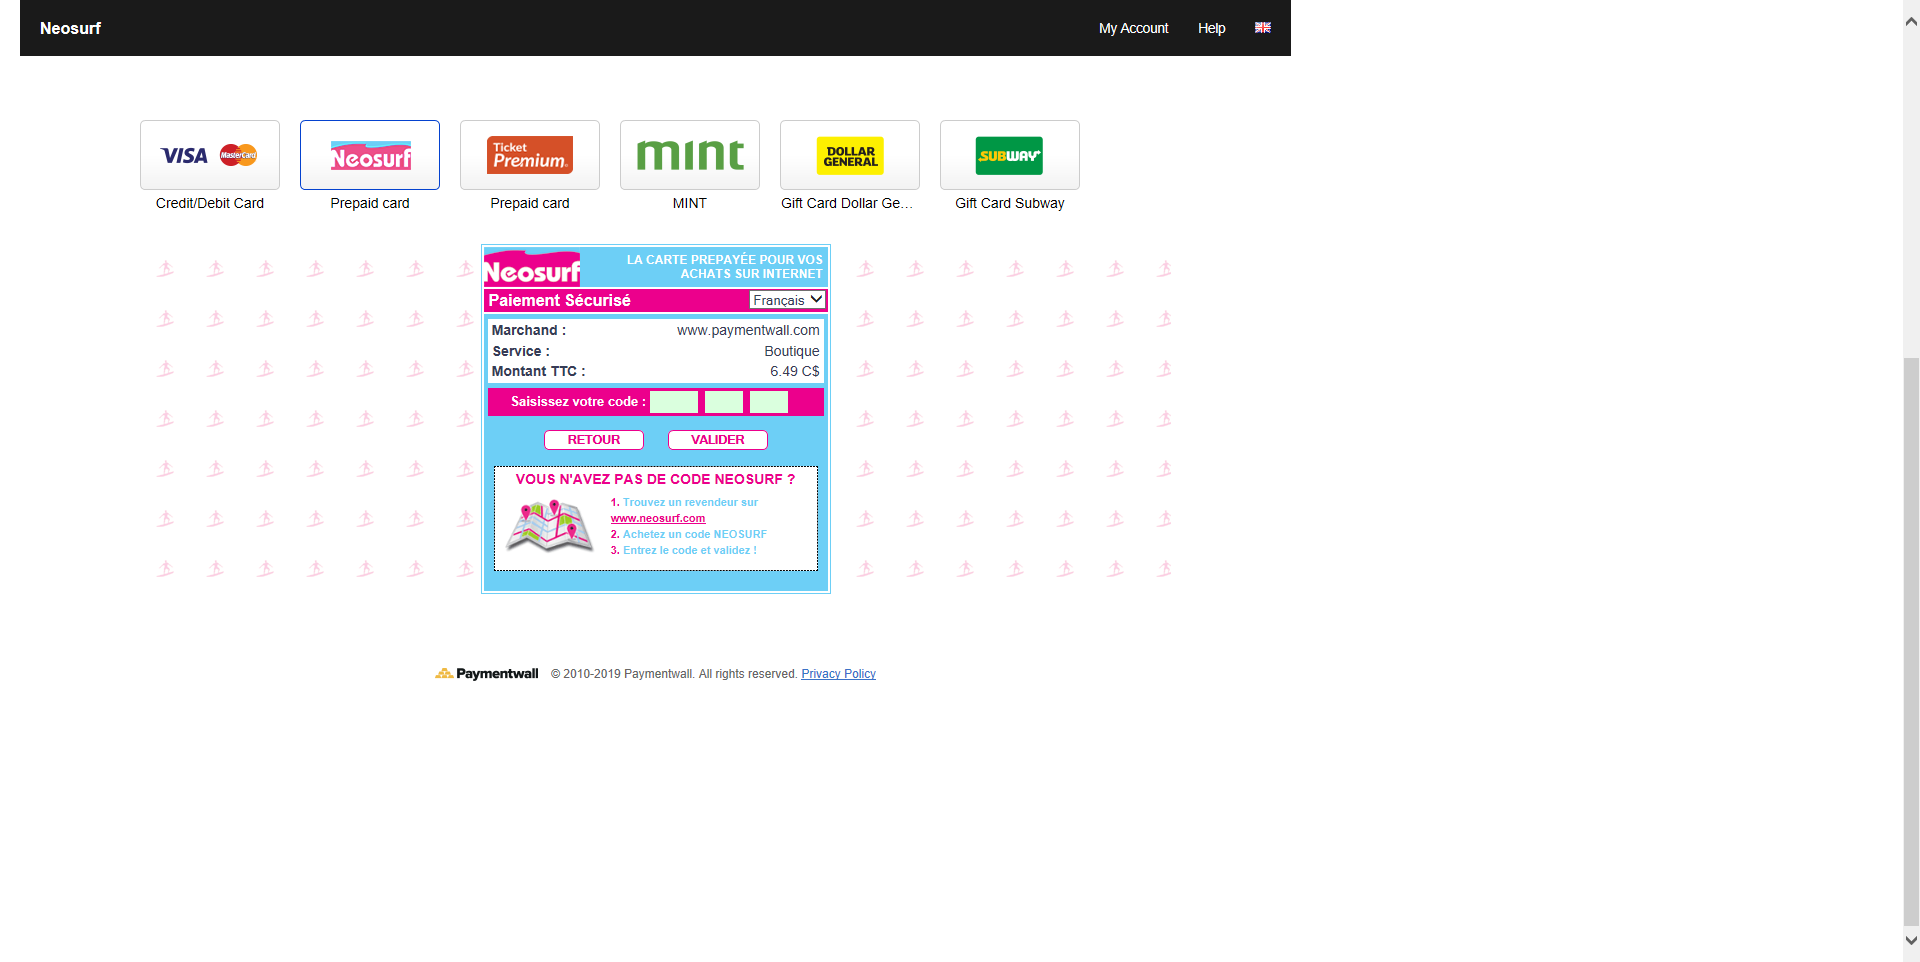 Neosurf
My Account
Help
VISA
MasterCard
Neosurf
Ticket
Premium
mint
DOLLAR
GENERAL
SUBWAY
Credit/Debit Card
Prepaid card
Prepaid card
MINT
Gift Card Dollar Ge...
Gift Card Subway
Neosurf
LA CARTE PREPAYÉE POUR VOS
ACHATS SUR INTERNET
Paiement Sécurisé
Français
Marchand :
www.paymentwall.com
Service :
Boutique
Montant TTC :
6.49 C$
Saisissez votre code :
RETOUR
VALIDER
VOUS N'AVEZ PAS DE CODE NEOSURF ?
1. Trouvez un revendeur sur
www.neosurf.com
2. Achetez un code NEOSURF
3. Entrez le code et validez !
Paymentwall
© 2010-2019 Paymentwall. All rights reserved. Privacy Policy